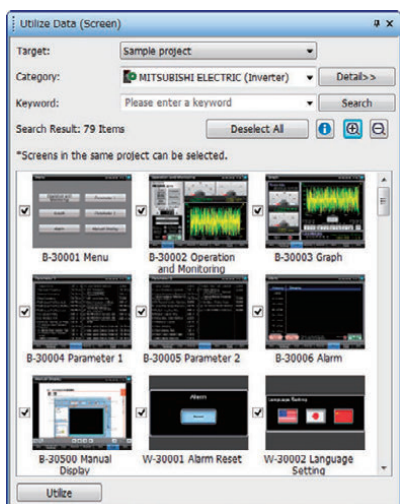 Utilize Data (Screen)
Target: Sample project
Category: MITSUBISHI ELECTRIC (Inverter) Detail>>
Keyword: Please enter a keyword Search
Search Result: 79 Items Deselect All
*Screens in the same project can be selected.
B-30001 Menu
B-30002 Operation and Monitoring
B-30003 Graph
B-30004 Parameter 1
B-30005 Parameter 2
B-30006 Alarm
Alarm
Language Setting
B-30500 Manual Display
W-30001 Alarm Reset
W-30002 Language Setting
Utilize